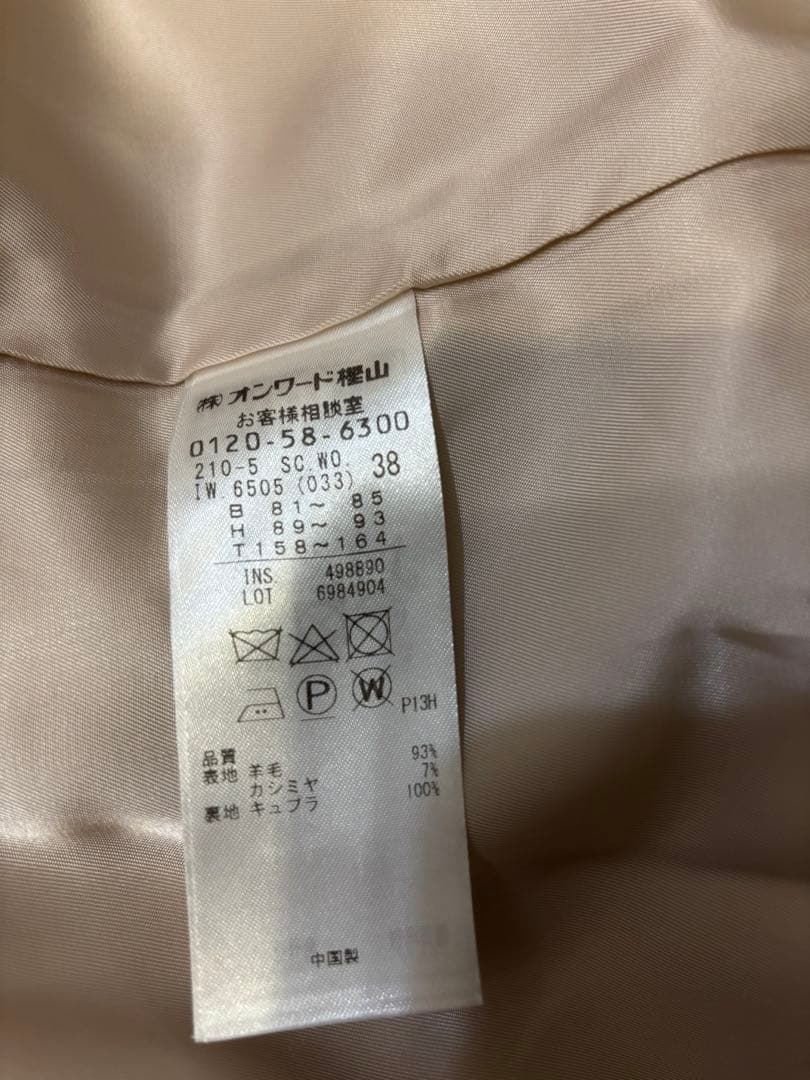 (株)オンワード樫山
お客様相談室
0120-58-6300
210-5 SC.WO.
IW.6505(033) 38
B 81～ 85
H 89～ 93
T158～164
INS 498890
LOT 6984904
P
W
P13H
品質
表地 羊毛 93%
カシミヤ 7%
裏地 キュプラ 100%
中国製